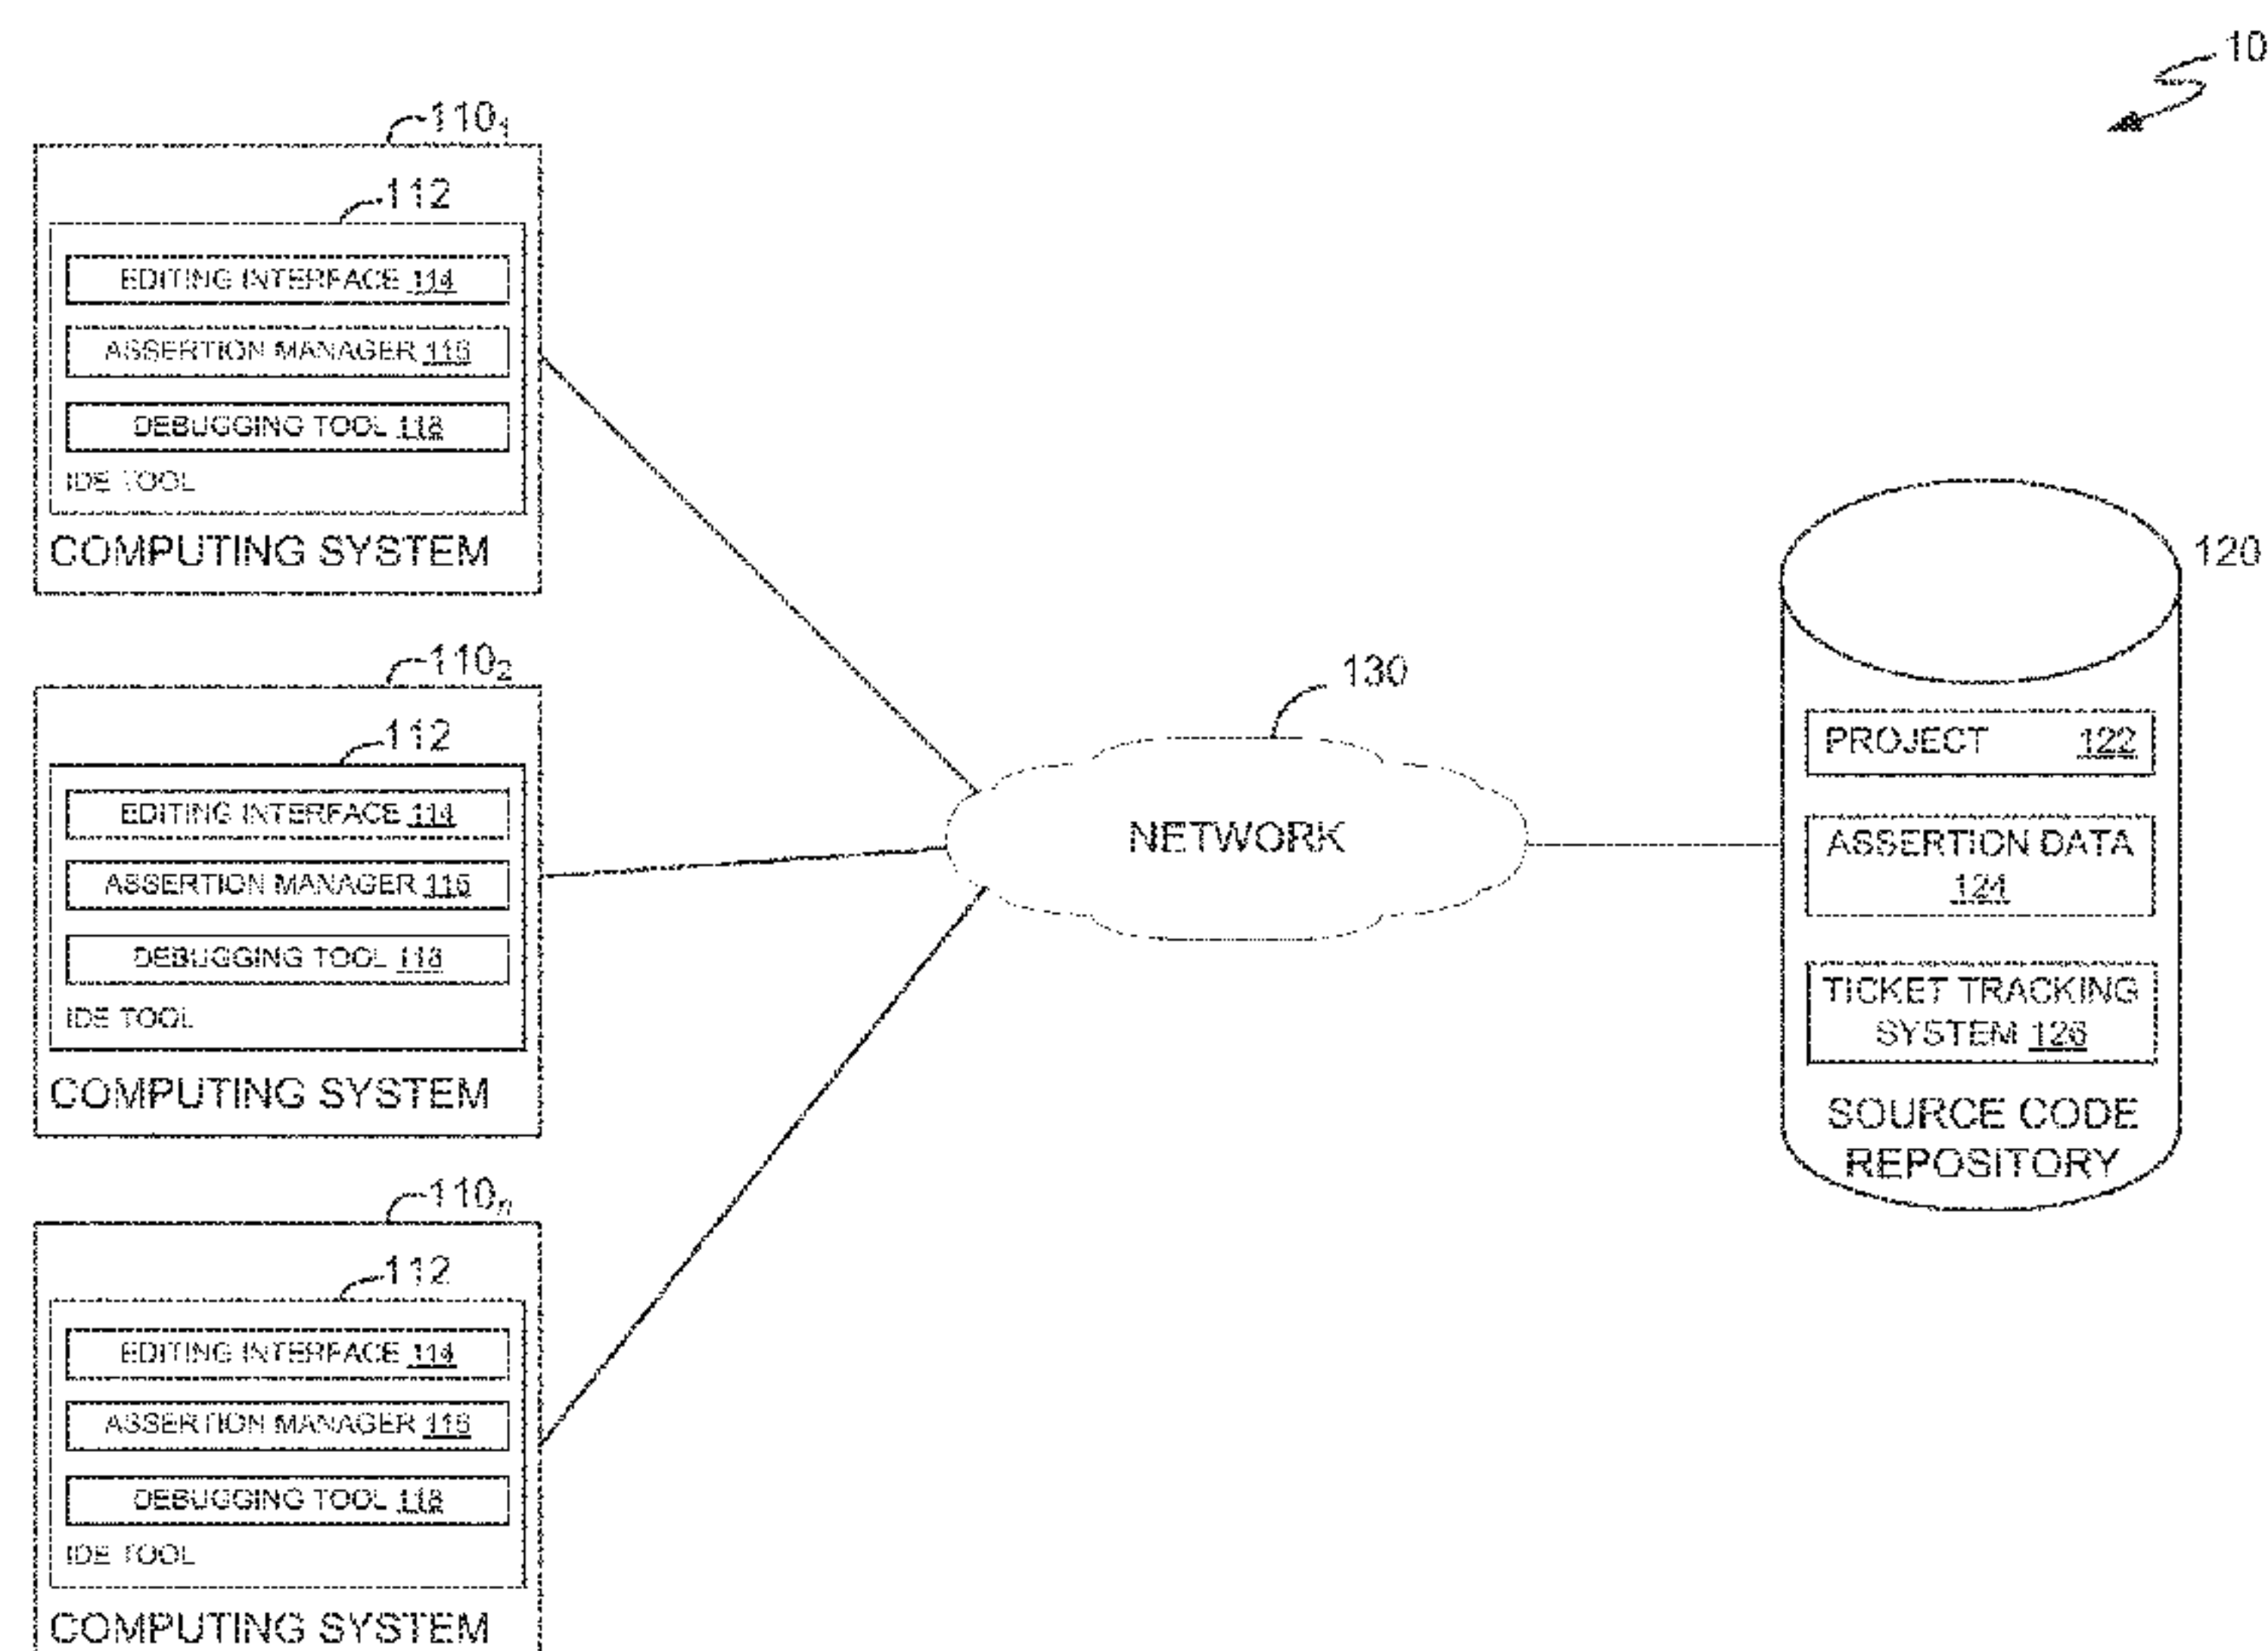 10
110₁
112
EDITING INTERFACE 114
ASSERTION MANAGER 116
DEBUGGING TOOL 118
IDE TOOL
COMPUTING SYSTEM
110₂
112
EDITING INTERFACE 114
ASSERTION MANAGER 116
DEBUGGING TOOL 118
IDE TOOL
COMPUTING SYSTEM
110ₙ
112
EDITING INTERFACE 114
ASSERTION MANAGER 116
DEBUGGING TOOL 118
IDE TOOL
COMPUTING SYSTEM
130
NETWORK
120
PROJECT 122
ASSERTION DATA
124
TICKET TRACKING
SYSTEM 126
SOURCE CODE
REPOSITORY